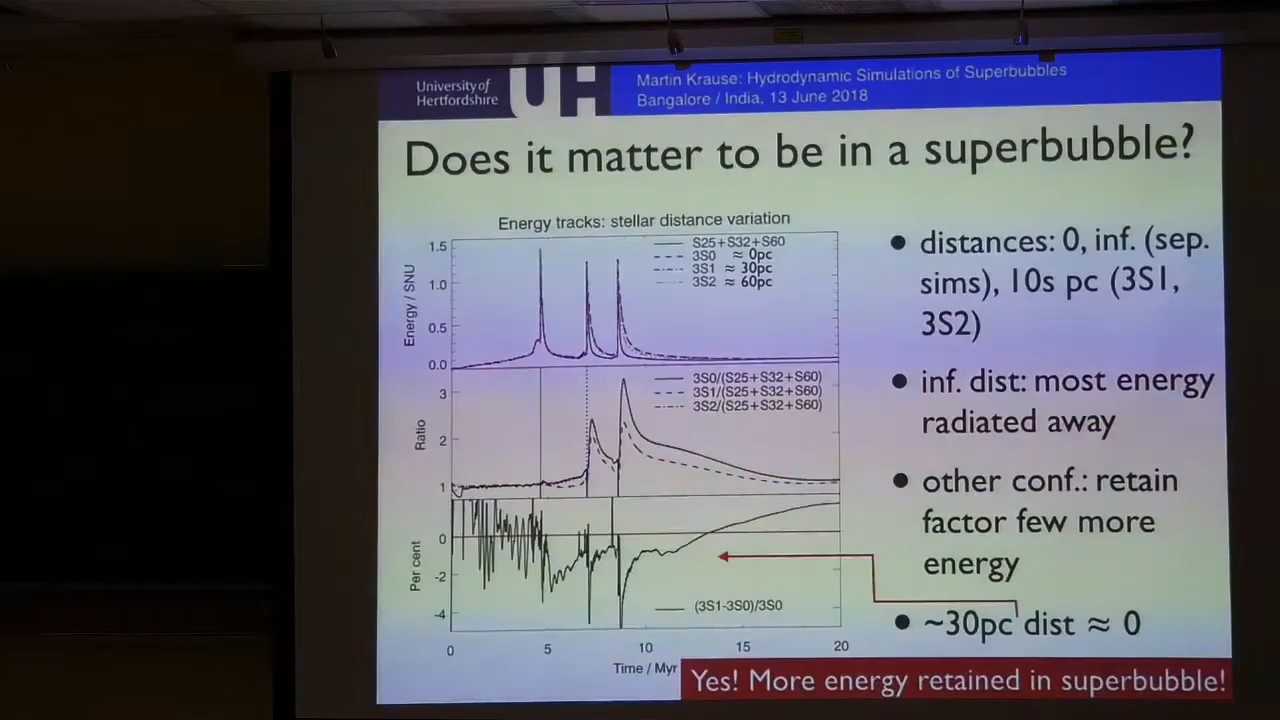 University of
Hertfordshire
UH
Martin Krause: Hydrodynamic Simulations of Superbubbles
Bangalore / India, 13 June 2018
Does it matter to be in a superbubble?
Energy tracks: stellar distance variation
1.5
1.0
0.5
0.0
Energy / SNU
S25+S32+S60
3S0 ≈ 0pc
3S1 ≈ 30pc
3S2 ≈ 60pc
3
2
1
Ratio
3S0/(S25+S32+S60)
3S1/(S25+S32+S60)
3S2/(S25+S32+S60)
0
-2
-4
Per cent
(3S1-3S0)/3S0
0 5 10 15 20
Time / Myr
• distances: 0, inf. (sep.
sims), 10s pc (3S1,
3S2)
• inf. dist: most energy
radiated away
• other conf.: retain
factor few more
energy
• ~30pc dist ≈ 0
Yes! More energy retained in superbubble!